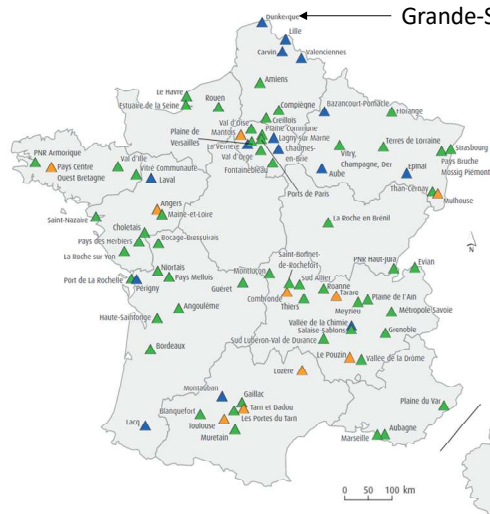 Dunkerque
Grande-S
Lille
Carvin
Valenciennes
Amiens
Le Havre
Rouen
Compiègne
Estuaire de la Seine
Creillois
Bazancourt-Pomacle
Florange
Val d'Oise
Mantois
Plaine Commune
Plaine de
Versailles
Lagny sur Marne
La Verrière
Chaumes-
en-Brie
Val d'Orge
Fontainebleau
Terres de Lorraine
Strasbourg
Vitry,
Champagne, Der
Pays Bruche
Mossig Piémont
Epinal
Aube
PNR Armorique
Pays Centre
Ouest Bretagne
Val d'Ille
Vitré Communauté
Laval
Ports de Paris
Than-Cernay
Mulhouse
Angers
Maine-et-Loire
Saint-Nazaire
La Roche en Brénil
N
Choletais
Pays des Herbiers
Bocage-Bressuirais
La Roche sur Yon
Saint-Bonnet-
de-Rochefort
PNR Haut-Jura
Evian
Niortais
Montluçon
Sud Allier
Port de La Rochelle
Périgny
Pays Mellois
Guéret
Roanne
Combronde
Tarare
Plaine de l'Ain
Thiers
Meyzieu
Angoulême
Métropole Savoie
Haute-Saintonge
Vallée de la Chimie
Salaise-Sablons
Grenoble
Sud Luberon-Val de Durance
Bordeaux
Le Pouzin
Vallée de la Drôme
Lozère
Montauban
Gaillac
Plaine du Var
Blanquefort
Tarn et Dadou
Toulouse
Les Portes du Tarn
Lacq
Muretain
Aubagne
Marseille
0 50 100 km